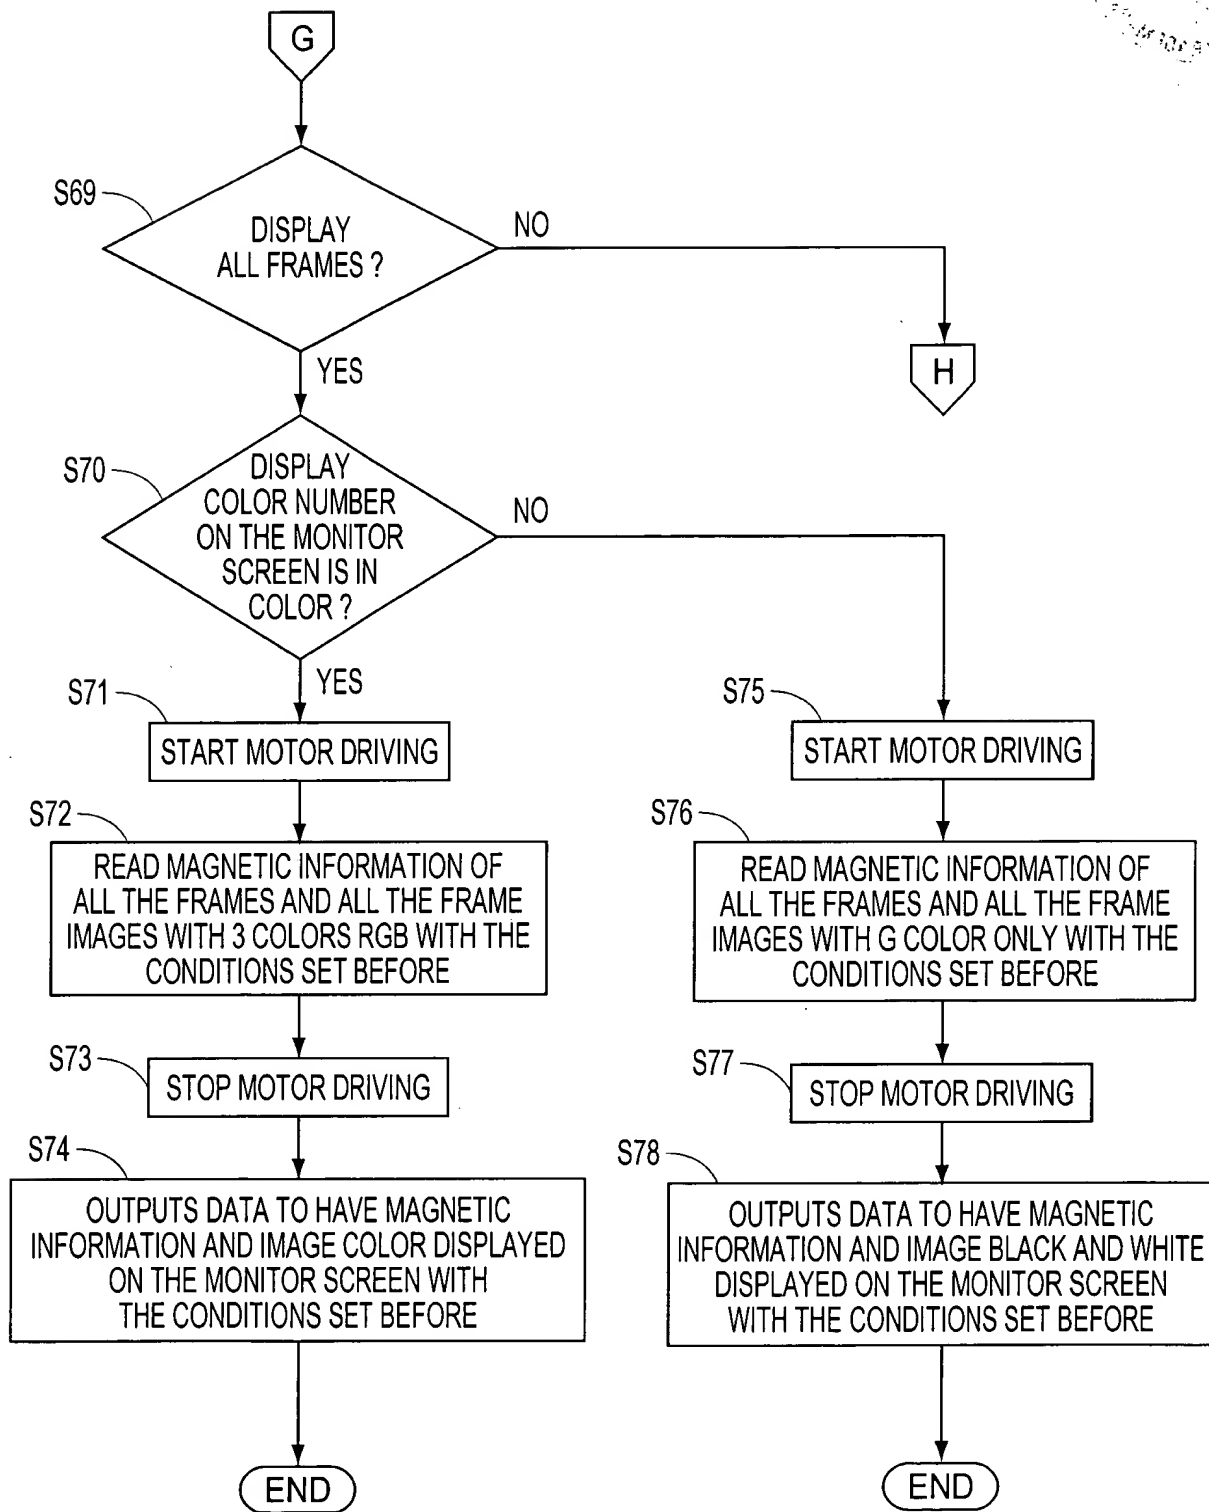 G
S69
DISPLAY
ALL FRAMES ?
NO
YES
H
S70
DISPLAY
COLOR NUMBER
ON THE MONITOR
SCREEN IS IN
COLOR ?
NO
YES
S71
START MOTOR DRIVING
S72
READ MAGNETIC INFORMATION OF
ALL THE FRAMES AND ALL THE FRAME
IMAGES WITH 3 COLORS RGB WITH THE
CONDITIONS SET BEFORE
S73
STOP MOTOR DRIVING
S74
OUTPUTS DATA TO HAVE MAGNETIC
INFORMATION AND IMAGE COLOR DISPLAYED
ON THE MONITOR SCREEN WITH
THE CONDITIONS SET BEFORE
END
S75
START MOTOR DRIVING
S76
READ MAGNETIC INFORMATION OF
ALL THE FRAMES AND ALL THE FRAME
IMAGES WITH G COLOR ONLY WITH THE
CONDITIONS SET BEFORE
S77
STOP MOTOR DRIVING
S78
OUTPUTS DATA TO HAVE MAGNETIC
INFORMATION AND IMAGE BLACK AND WHITE
DISPLAYED ON THE MONITOR SCREEN
WITH THE CONDITIONS SET BEFORE
END